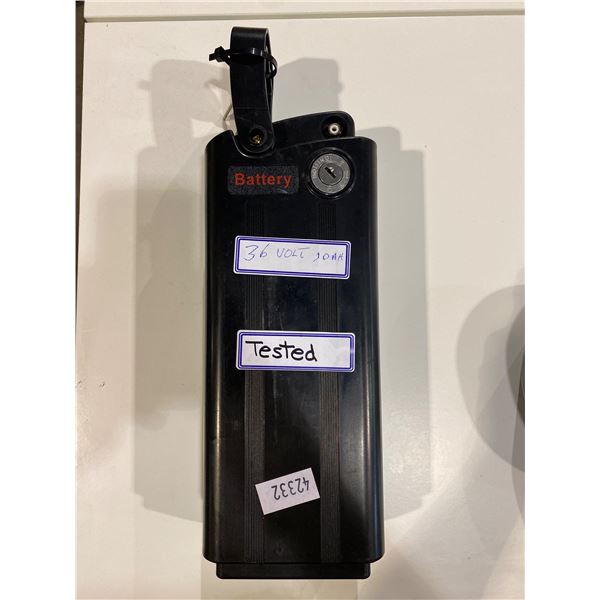 Battery
36 VOLT 10AH
Tested
42332